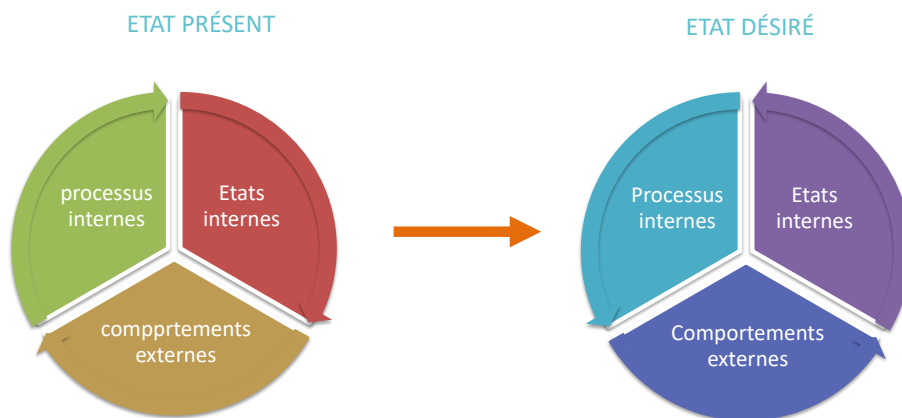 ETAT PRÉSENT
ETAT DÉSIRÉ
processus
internes
Etats
internes
compprtements
externes
Processus
internes
Etats
internes
Comportements
externes